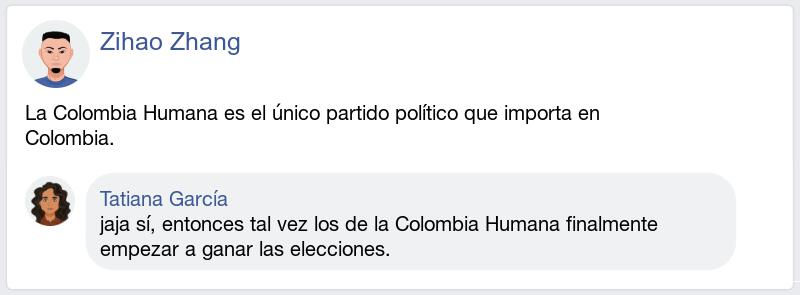 Zihao Zhang
La Colombia Humana es el único partido político que importa en
Colombia.
Tatiana García
jaja sí, entonces tal vez los de la Colombia Humana finalmente
empezar a ganar las elecciones.